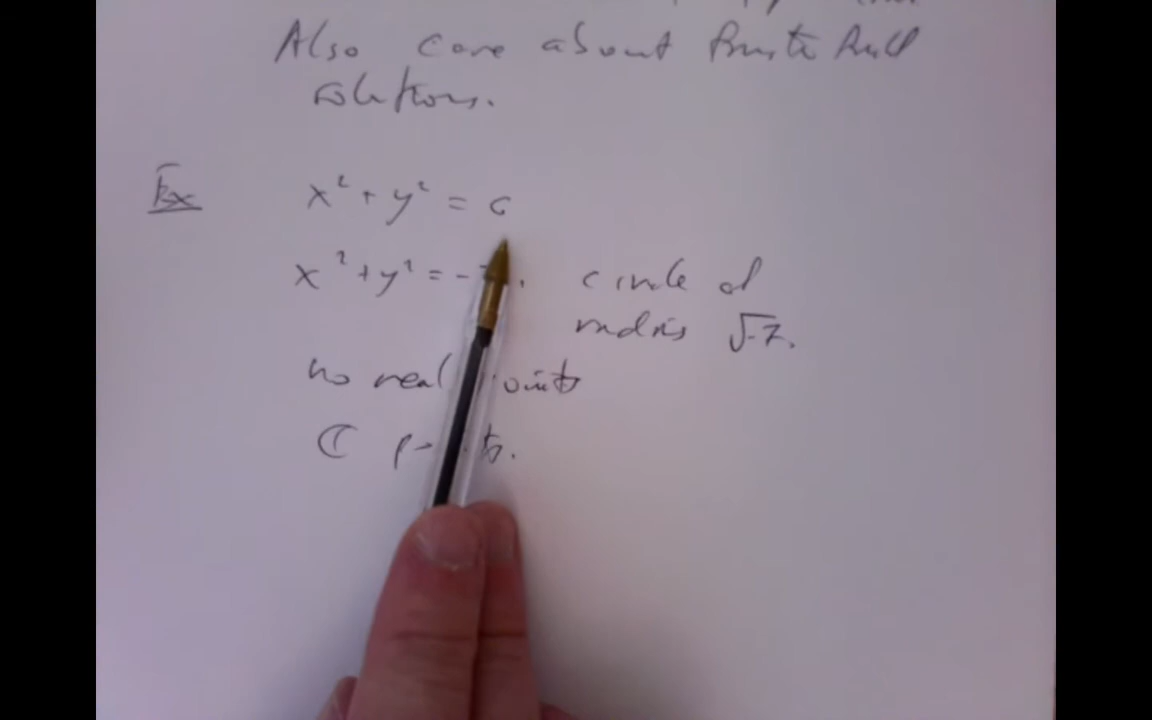 Also care about finite field
solutions.
Ex x² + y² = 0
x² + y² = - . circle of
radius √-7.
no real points
ℂ points.